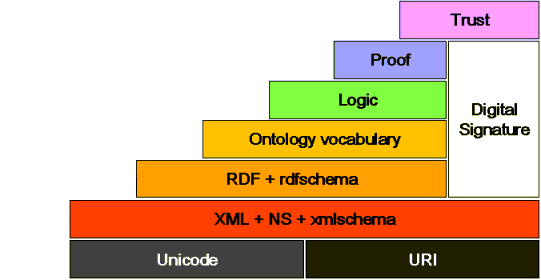 Trust
Proof
Logic
Digital
Signature
Ontology vocabulary
RDF + rdfschema
XML + NS + xmlschema
Unicode
URI